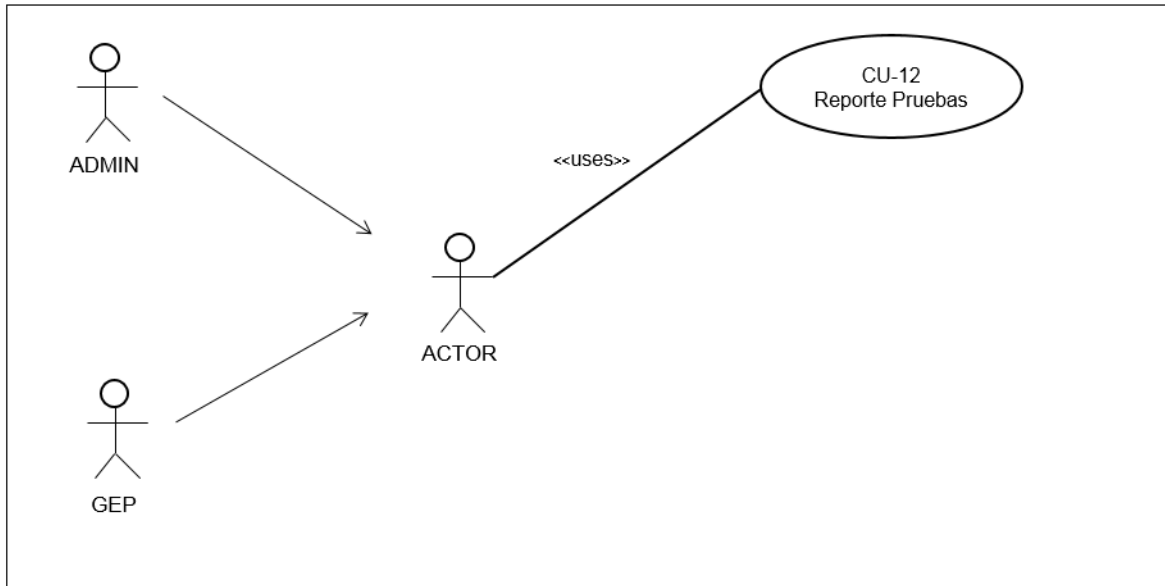 CU-12
Reporte Pruebas
<<uses>>
ADMIN
ACTOR
GEP